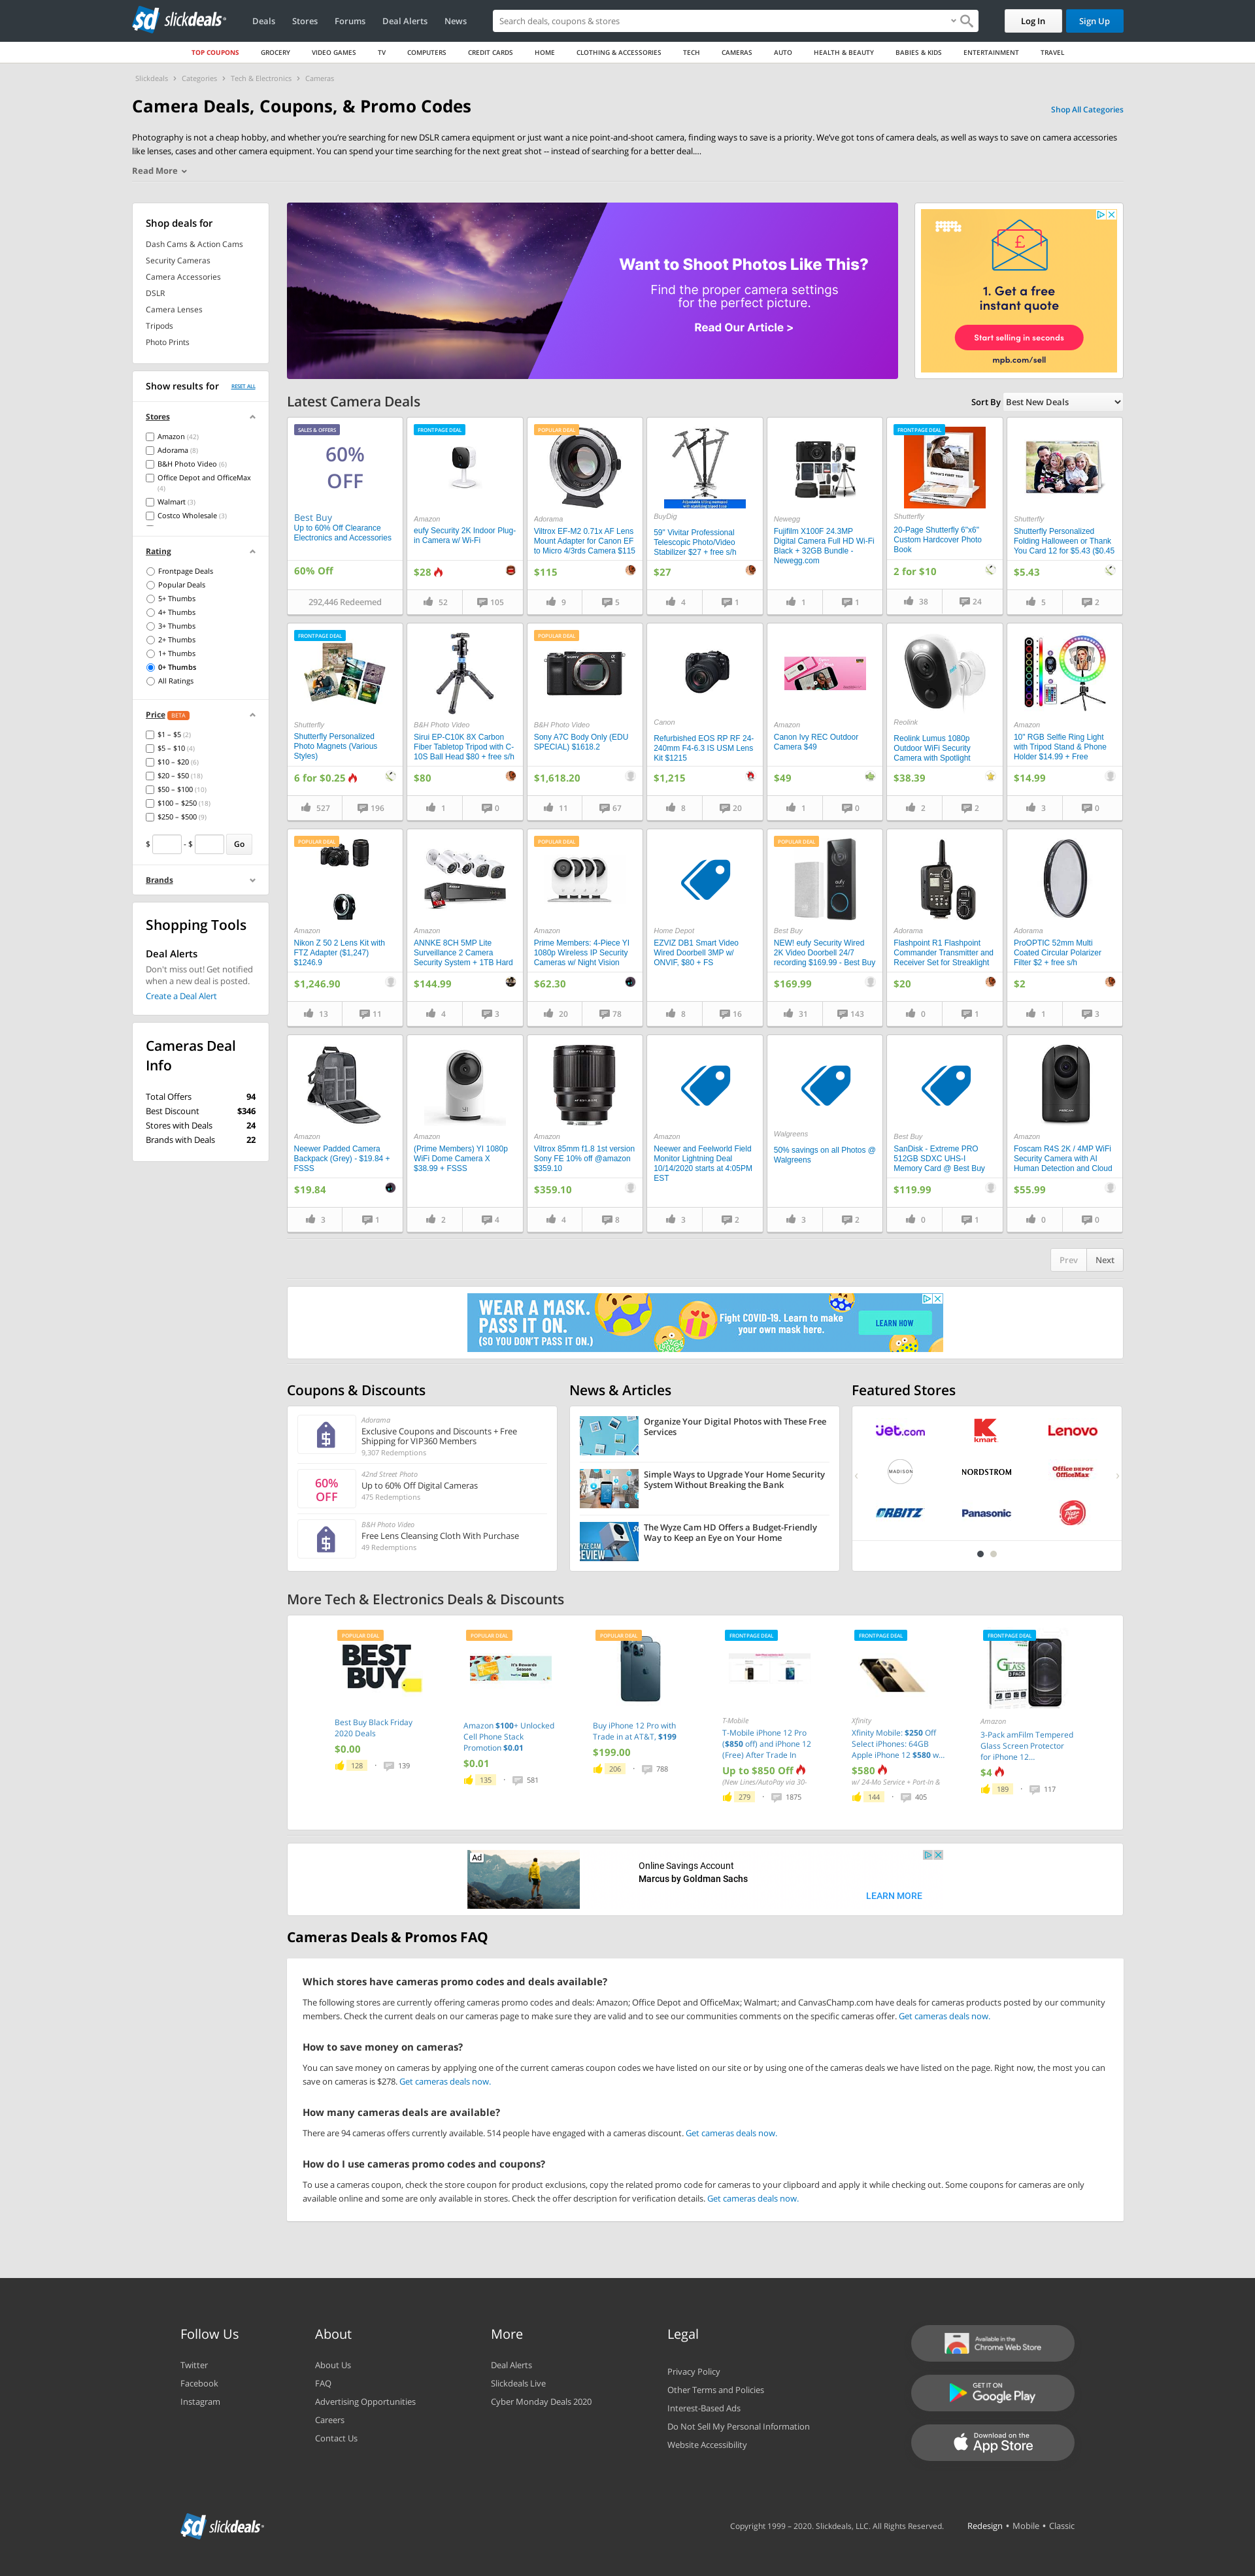 sd slickdeals
Deals Stores Forums Deal Alerts News
Search deals, coupons & stores
Log In
Sign Up
TOP COUPONS GROCERY VIDEO GAMES TV COMPUTERS CREDIT CARDS HOME CLOTHING & ACCESSORIES TECH CAMERAS AUTO HEALTH & BEAUTY BABIES & KIDS ENTERTAINMENT TRAVEL
Slickdeals > Categories > Tech & Electronics > Cameras
Camera Deals, Coupons, & Promo Codes
Shop All Categories
Photography is not a cheap hobby, and whether you're searching for new DSLR camera equipment or just want a nice point-and-shoot camera, finding ways to save is a priority. We've got tons of camera deals, as well as ways to save on camera accessories
like lenses, cases and other camera equipment. You can spend your time searching for the next great shot -- instead of searching for a better deal....
Read More
Shop deals for
Dash Cams & Action Cams
Security Cameras
Camera Accessories
DSLR
Camera Lenses
Tripods
Photo Prints
Want to Shoot Photos Like This?
Find the proper camera settings
for the perfect picture.
Read Our Article >
1. Get a free
instant quote
Start selling in seconds
mpb.com/sell
Show results for
RESET ALL
Stores
Amazon (42)
Adorama (8)
B&H Photo Video (6)
Office Depot and OfficeMax
(4)
Walmart (3)
Costco Wholesale (3)
Rating
Frontpage Deals
Popular Deals
5+ Thumbs
4+ Thumbs
3+ Thumbs
2+ Thumbs
1+ Thumbs
0+ Thumbs
All Ratings
Price BETA
$1 – $5 (2)
$5 – $10 (4)
$10 – $20 (6)
$20 – $50 (18)
$50 – $100 (10)
$100 – $250 (18)
$250 – $500 (9)
$ - $ Go
Brands
Shopping Tools
Deal Alerts
Don't miss out! Get notified
when a new deal is posted.
Create a Deal Alert
Cameras Deal
Info
Total Offers 94
Best Discount $346
Stores with Deals 24
Brands with Deals 22
Latest Camera Deals
Sort By Best New Deals
SALES & OFFERS
60%
OFF
Best Buy
Up to 60% Off Clearance
Electronics and Accessories
60% Off
292,446 Redeemed
FRONTPAGE DEAL
Amazon
eufy Security 2K Indoor Plug-
in Camera w/ Wi-Fi
$28
52 105
POPULAR DEAL
Adorama
Viltrox EF-M2 0.71x AF Lens
Mount Adapter for Canon EF
to Micro 4/3rds Camera $115
$115
9 5
BuyDig
59" Vivitar Professional
Telescopic Photo/Video
Stabilizer $27 + free s/h
$27
4 1
Newegg
Fujifilm X100F 24.3MP
Digital Camera Full HD Wi-Fi
Black + 32GB Bundle -
Newegg.com
1 1
FRONTPAGE DEAL
Shutterfly
20-Page Shutterfly 6"x6"
Custom Hardcover Photo
Book
2 for $10
38 24
Shutterfly
Shutterfly Personalized
Folding Halloween or Thank
You Card 12 for $5.43 ($0.45
$5.43
5 2
FRONTPAGE DEAL
Shutterfly
Shutterfly Personalized
Photo Magnets (Various
Styles)
6 for $0.25
527 196
B&H Photo Video
Sirui EP-C10K 8X Carbon
Fiber Tabletop Tripod with C-
10S Ball Head $80 + free s/h
$80
1 0
POPULAR DEAL
B&H Photo Video
Sony A7C Body Only (EDU
SPECIAL) $1618.2
$1,618.20
11 67
Canon
Refurbished EOS RP RF 24-
240mm F4-6.3 IS USM Lens
Kit $1215
$1,215
8 20
Amazon
Canon Ivy REC Outdoor
Camera $49
$49
1 0
Reolink
Reolink Lumus 1080p
Outdoor WiFi Security
Camera with Spotlight
$38.39
2 2
Amazon
10" RGB Selfie Ring Light
with Tripod Stand & Phone
Holder $14.99 + Free
$14.99
3 0
POPULAR DEAL
Amazon
Nikon Z 50 2 Lens Kit with
FTZ Adapter ($1,247)
$1246.9
$1,246.90
13 11
Amazon
ANNKE 8CH 5MP Lite
Surveillance 2 Camera
Security System + 1TB Hard
$144.99
4 3
POPULAR DEAL
Amazon
Prime Members: 4-Piece YI
1080p Wireless IP Security
Cameras w/ Night Vision
$62.30
20 78
Home Depot
EZVIZ DB1 Smart Video
Wired Doorbell 3MP w/
ONVIF, $80 + FS
8 16
POPULAR DEAL
Best Buy
NEW! eufy Security Wired
2K Video Doorbell 24/7
recording $169.99 - Best Buy
$169.99
31 143
Adorama
Flashpoint R1 Flashpoint
Commander Transmitter and
Receiver Set for Streaklight
$20
0 1
Adorama
ProOPTIC 52mm Multi
Coated Circular Polarizer
Filter $2 + free s/h
$2
1 3
Amazon
Neewer Padded Camera
Backpack (Grey) - $19.84 +
FSSS
$19.84
3 1
Amazon
(Prime Members) YI 1080p
WiFi Dome Camera X
$38.99 + FSSS
2 4
Amazon
Viltrox 85mm f1.8 1st version
Sony FE 10% off @amazon
$359.10
$359.10
4 8
Amazon
Neewer and Feelworld Field
Monitor Lightning Deal
10/14/2020 starts at 4:05PM
EST
3 2
Walgreens
50% savings on all Photos @
Walgreens
3 2
Best Buy
SanDisk - Extreme PRO
512GB SDXC UHS-I
Memory Card @ Best Buy
$119.99
0 1
Amazon
Foscam R4S 2K / 4MP WiFi
Security Camera with AI
Human Detection and Cloud
$55.99
0 0
Prev Next
WEAR A MASK.
PASS IT ON.
(SO YOU DON'T PASS IT ON.)
Fight COVID-19. Learn to make
your own mask here.
LEARN HOW
Coupons & Discounts
Adorama
Exclusive Coupons and Discounts + Free
Shipping for VIP360 Members
9,307 Redemptions
60%
OFF
42nd Street Photo
Up to 60% Off Digital Cameras
475 Redemptions
B&H Photo Video
Free Lens Cleansing Cloth With Purchase
49 Redemptions
News & Articles
Organize Your Digital Photos with These Free
Services
Simple Ways to Upgrade Your Home Security
System Without Breaking the Bank
YZE CAM
REVIEW
The Wyze Cam HD Offers a Budget-Friendly
Way to Keep an Eye on Your Home
Featured Stores
jet.com
kmart
Lenovo
MADISON
NORDSTROM
Office DEPOT
OfficeMax
ORBITZ
Panasonic
More Tech & Electronics Deals & Discounts
POPULAR DEAL
BEST
BUY
Best Buy Black Friday
2020 Deals
$0.00
128 · 139
POPULAR DEAL
It's Rewards
Season
Amazon $100+ Unlocked
Cell Phone Stack
Promotion $0.01
$0.01
135 · 581
POPULAR DEAL
Buy iPhone 12 Pro with
Trade in at AT&T, $199
$199.00
206 · 788
FRONTPAGE DEAL
T-Mobile
T-Mobile iPhone 12 Pro
($850 off) and iPhone 12
(Free) After Trade In
Up to $850 Off
(New Lines/AutoPay via 30-
279 · 1875
FRONTPAGE DEAL
Xfinity
Xfinity Mobile: $250 Off
Select iPhones: 64GB
Apple iPhone 12 $580 w...
$580
w/ 24-Mo Service + Port-In &
144 · 405
FRONTPAGE DEAL
GLASS
Amazon
3-Pack amFilm Tempered
Glass Screen Protector
for iPhone 12...
$4
189 · 117
Ad
Online Savings Account
Marcus by Goldman Sachs
LEARN MORE
Cameras Deals & Promos FAQ
Which stores have cameras promo codes and deals available?
The following stores are currently offering cameras promo codes and deals: Amazon; Office Depot and OfficeMax; Walmart; and CanvasChamp.com have deals for cameras products posted by our community
members. Check the current deals on our cameras page to make sure they are valid and to see our communities comments on the specific cameras offer. Get cameras deals now.
How to save money on cameras?
You can save money on cameras by applying one of the current cameras coupon codes we have listed on our site or by using one of the cameras deals we have listed on the page. Right now, the most you can
save on cameras is $278. Get cameras deals now.
How many cameras deals are available?
There are 94 cameras offers currently available. 514 people have engaged with a cameras discount. Get cameras deals now.
How do I use cameras promo codes and coupons?
To use a cameras coupon, check the store coupon for product exclusions, copy the related promo code for cameras to your clipboard and apply it while checking out. Some coupons for cameras are only
available online and some are only available in stores. Check the offer description for verification details. Get cameras deals now.
Follow Us
Twitter
Facebook
Instagram
About
About Us
FAQ
Advertising Opportunities
Careers
Contact Us
More
Deal Alerts
Slickdeals Live
Cyber Monday Deals 2020
Legal
Privacy Policy
Other Terms and Policies
Interest-Based Ads
Do Not Sell My Personal Information
Website Accessibility
Available in the
Chrome Web Store
GET IT ON
Google Play
Download on the
App Store
sd slickdeals
Copyright 1999 – 2020. Slickdeals, LLC. All Rights Reserved.
Redesign • Mobile • Classic